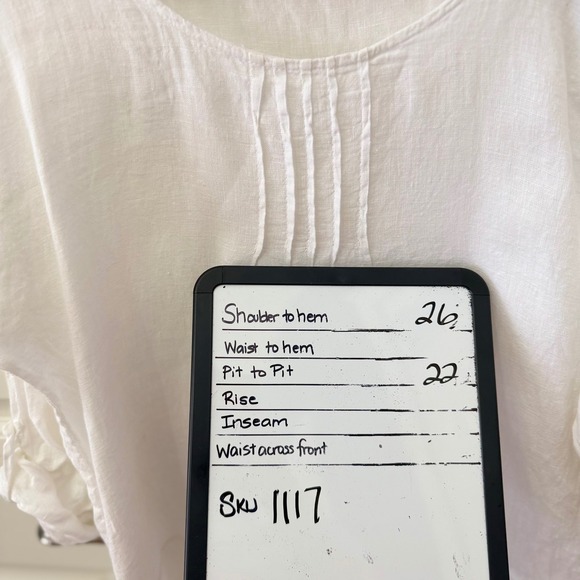 Shoulder to hem 26
Waist to hem
Pit to Pit 22
Rise
Inseam
Waist across front
SKU 1117